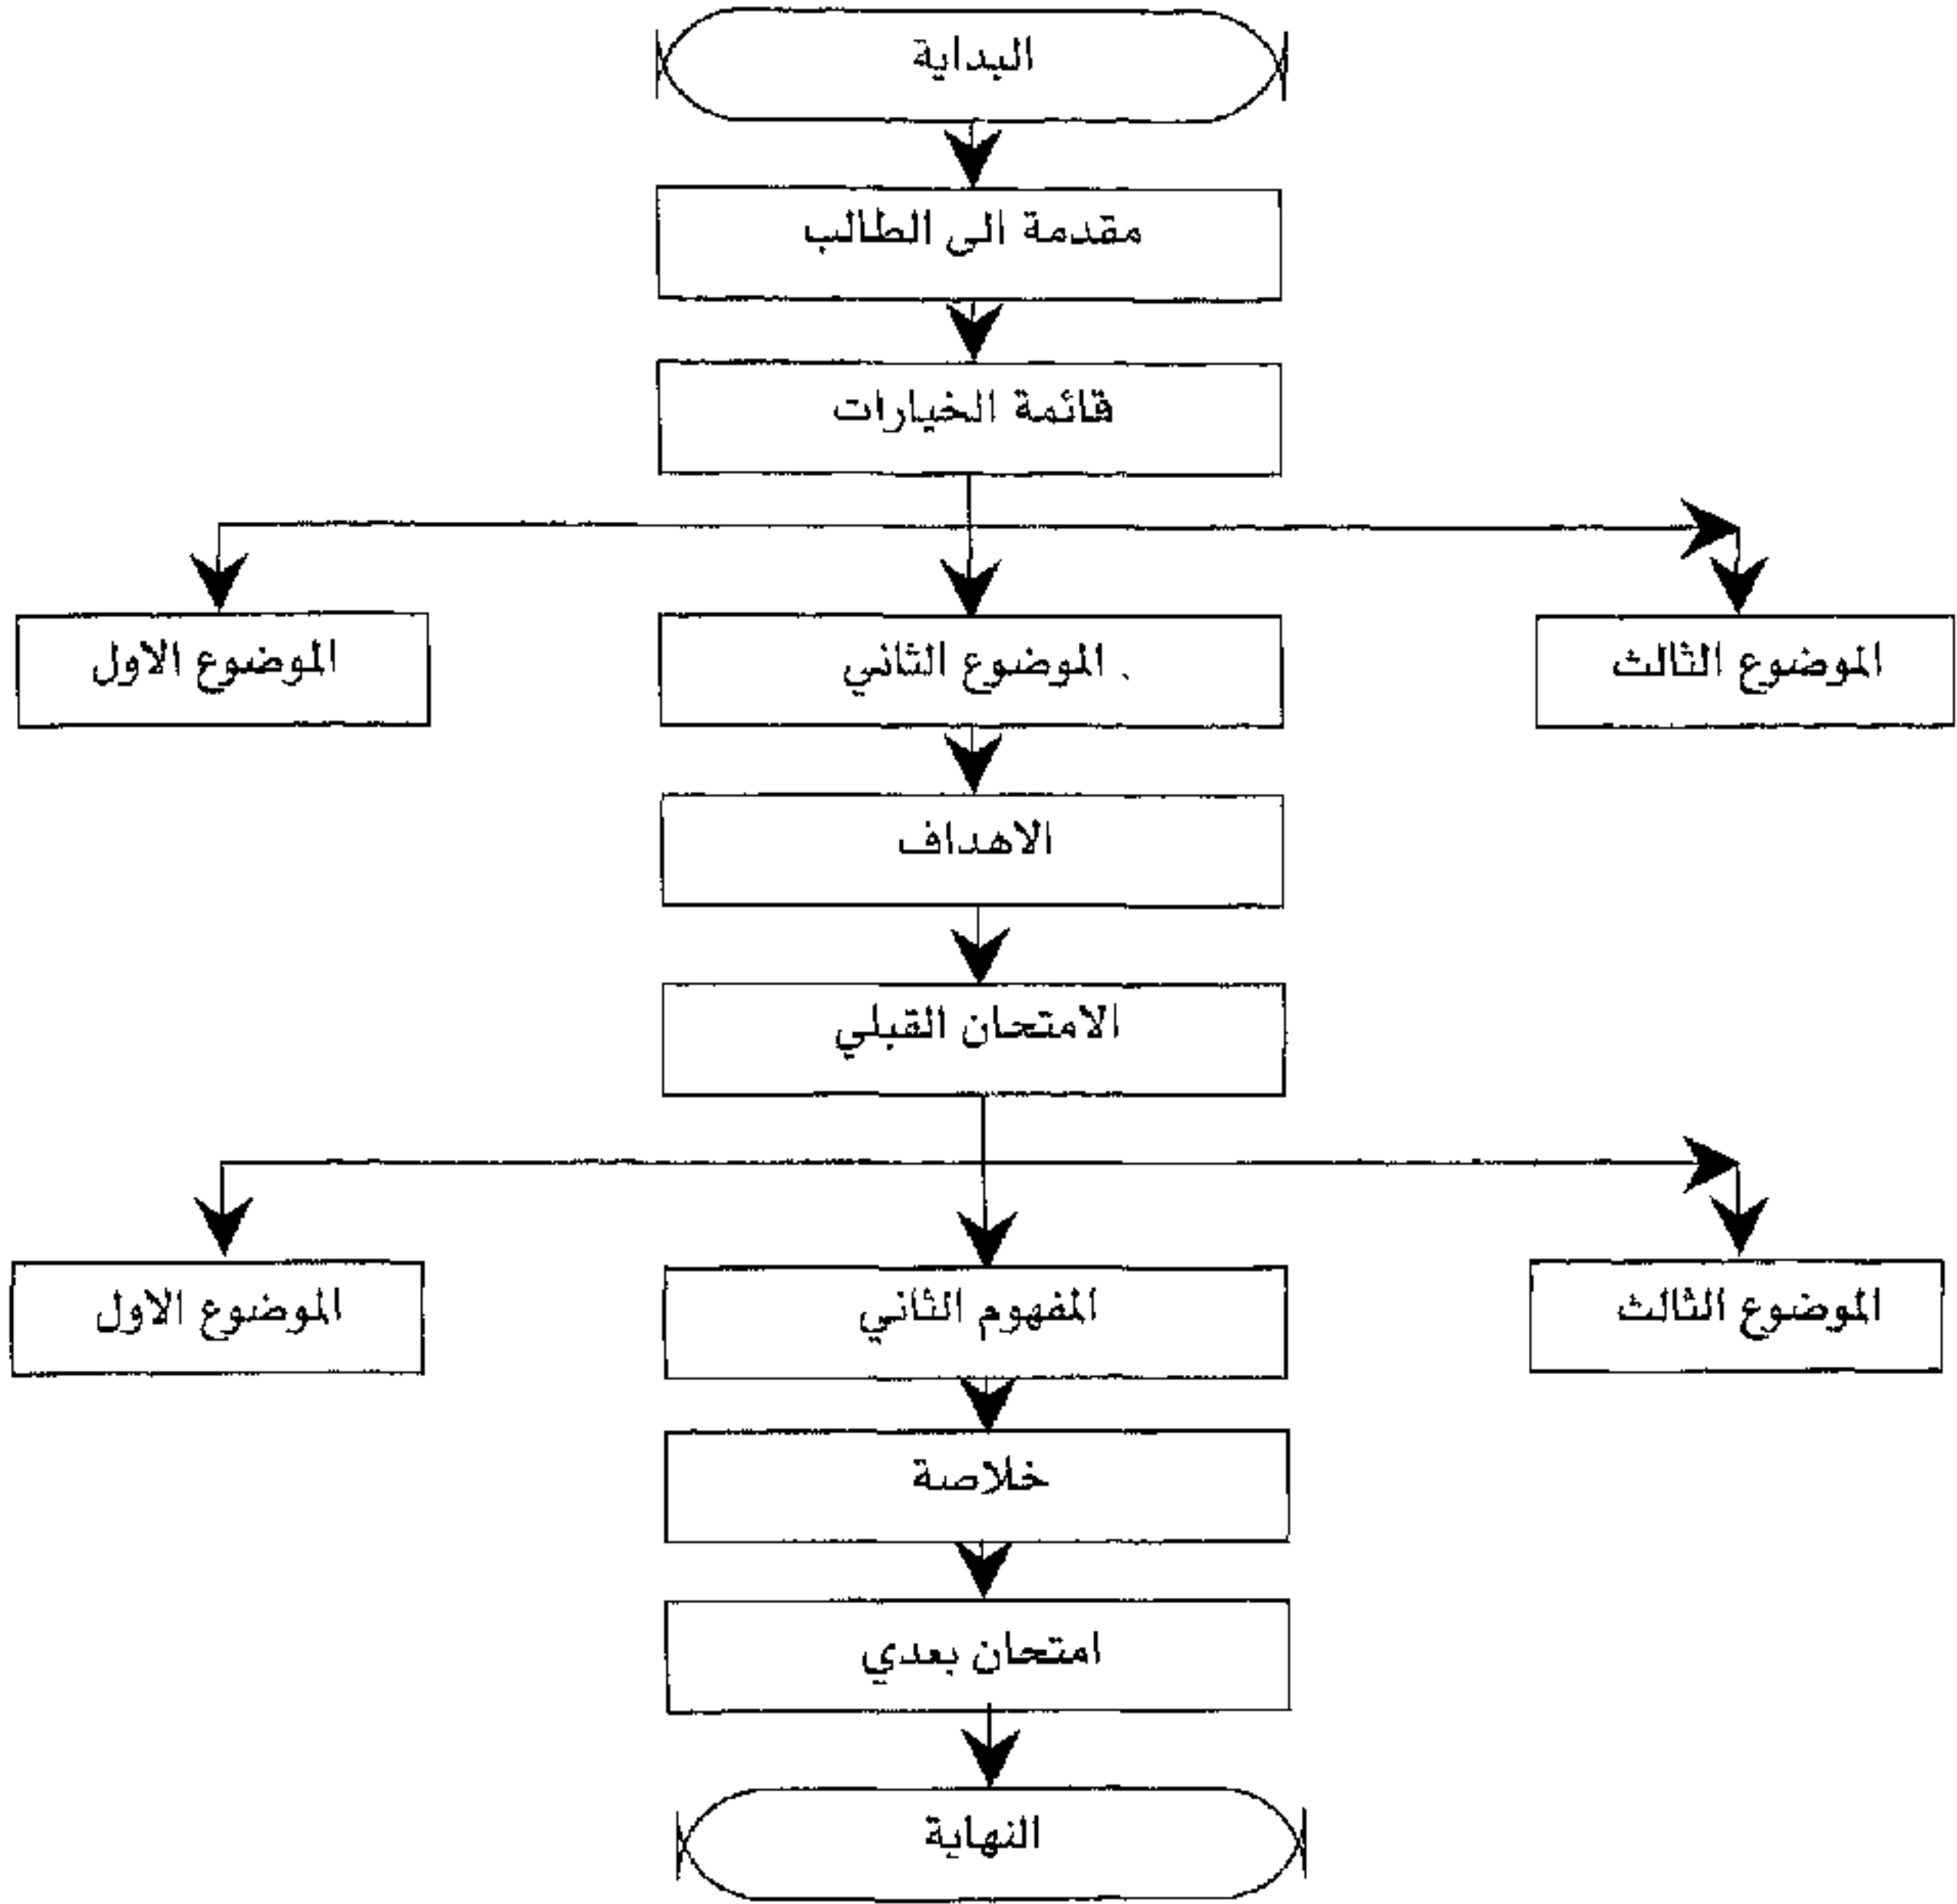 البداية
مقدمة الى الطالب
قائمة الخيارات
الموضوع الثالث
الموضوع الثاني
الموضوع الاول
الاهداف
الامتحان القبلي
الموضوع الثالث
المفهوم الثاني
الموضوع الاول
خلاصة
امتحان بعدي
النهاية